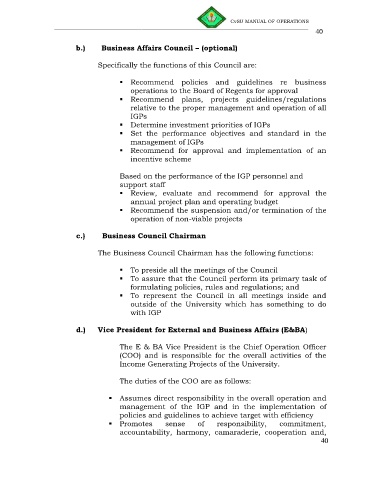 CvSU MANUAL OF OPERATIONS
40
b.) Business Affairs Council – (optional)
Specifically the functions of this Council are:
▪ Recommend policies and guidelines re business
operations to the Board of Regents for approval
▪ Recommend plans, projects guidelines/regulations
relative to the proper management and operation of all
IGPs
▪ Determine investment priorities of IGPs
▪ Set the performance objectives and standard in the
management of IGPs
▪ Recommend for approval and implementation of an
incentive scheme
Based on the performance of the IGP personnel and
support staff
▪ Review, evaluate and recommend for approval the
annual project plan and operating budget
▪ Recommend the suspension and/or termination of the
operation of non-viable projects
c.) Business Council Chairman
The Business Council Chairman has the following functions:
▪ To preside all the meetings of the Council
▪ To assure that the Council perform its primary task of
formulating policies, rules and regulations; and
▪ To represent the Council in all meetings inside and
outside of the University which has something to do
with IGP
d.) Vice President for External and Business Affairs (E&BA)
The E & BA Vice President is the Chief Operation Officer
(COO) and is responsible for the overall activities of the
Income Generating Projects of the University.
The duties of the COO are as follows:
▪ Assumes direct responsibility in the overall operation and
management of the IGP and in the implementation of
policies and guidelines to achieve target with efficiency
▪ Promotes sense of responsibility, commitment,
accountability, harmony, camaraderie, cooperation and,
40